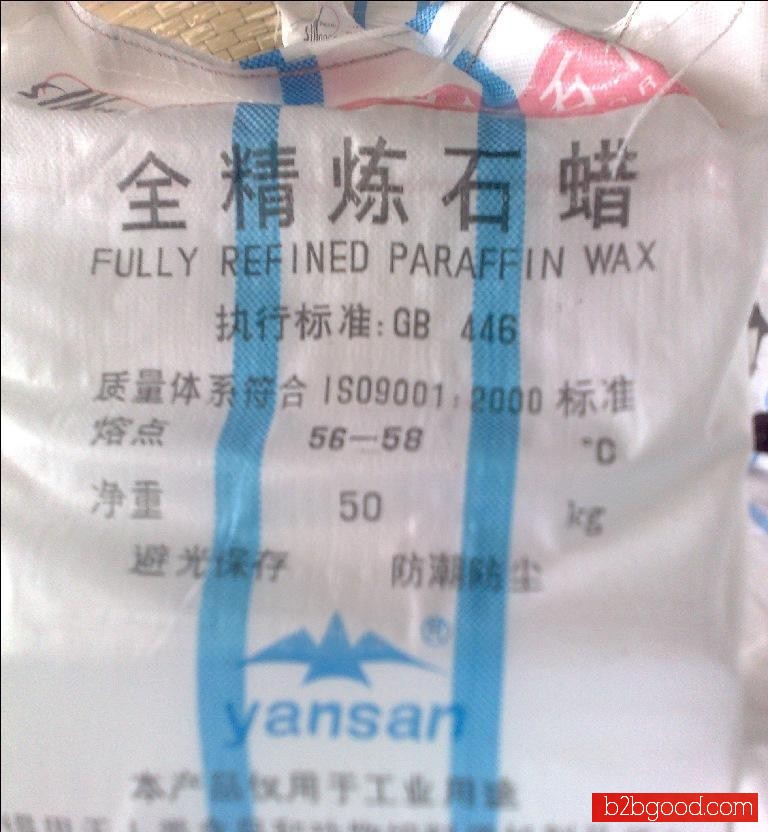 石
全精炼石蜡
FULLY REFINED PARAFFIN WAX
执行标准:GB 446
质量体系符合 ISO9001:2000 标准
熔点 56—58 °C
净重 50 kg
避光保存 防潮防尘
®
yansan
本产品仅用于工业用途
b2bgood.com